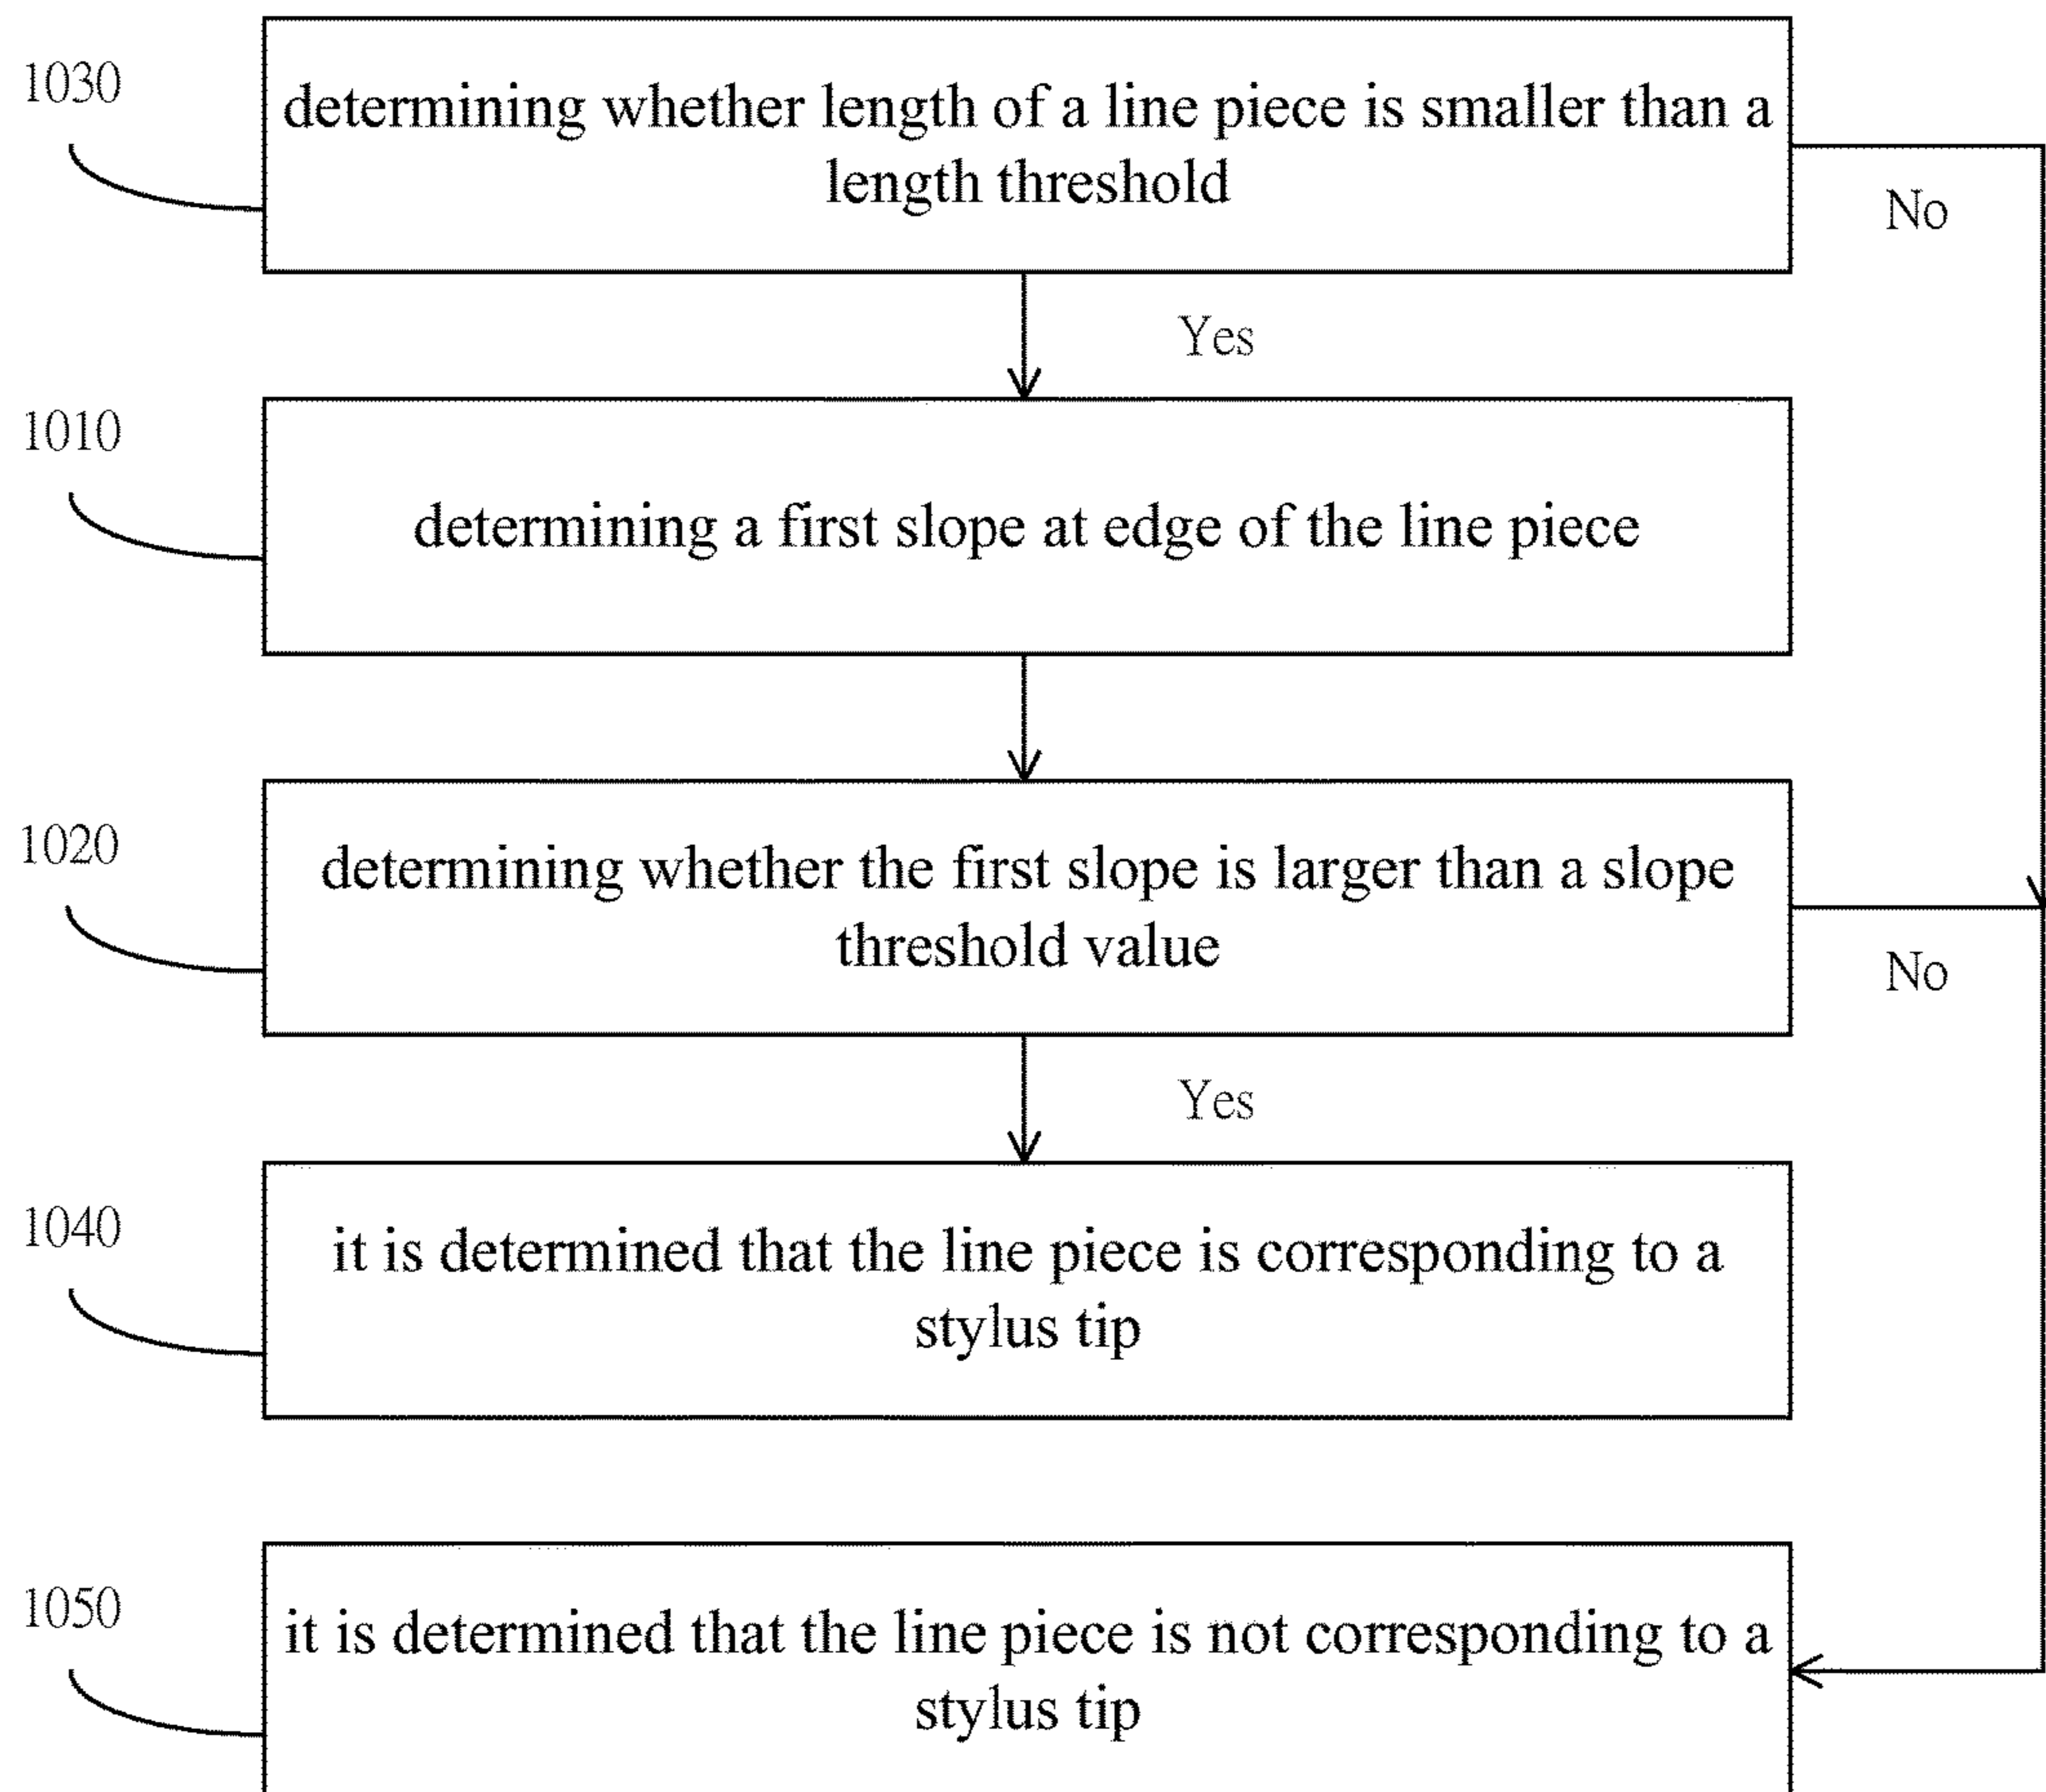 1030
determining whether length of a line piece is smaller than a
length threshold
No
Yes
1010
determining a first slope at edge of the line piece
1020
determining whether the first slope is larger than a slope
threshold value
No
Yes
1040
it is determined that the line piece is corresponding to a
stylus tip
1050
it is determined that the line piece is not corresponding to a
stylus tip